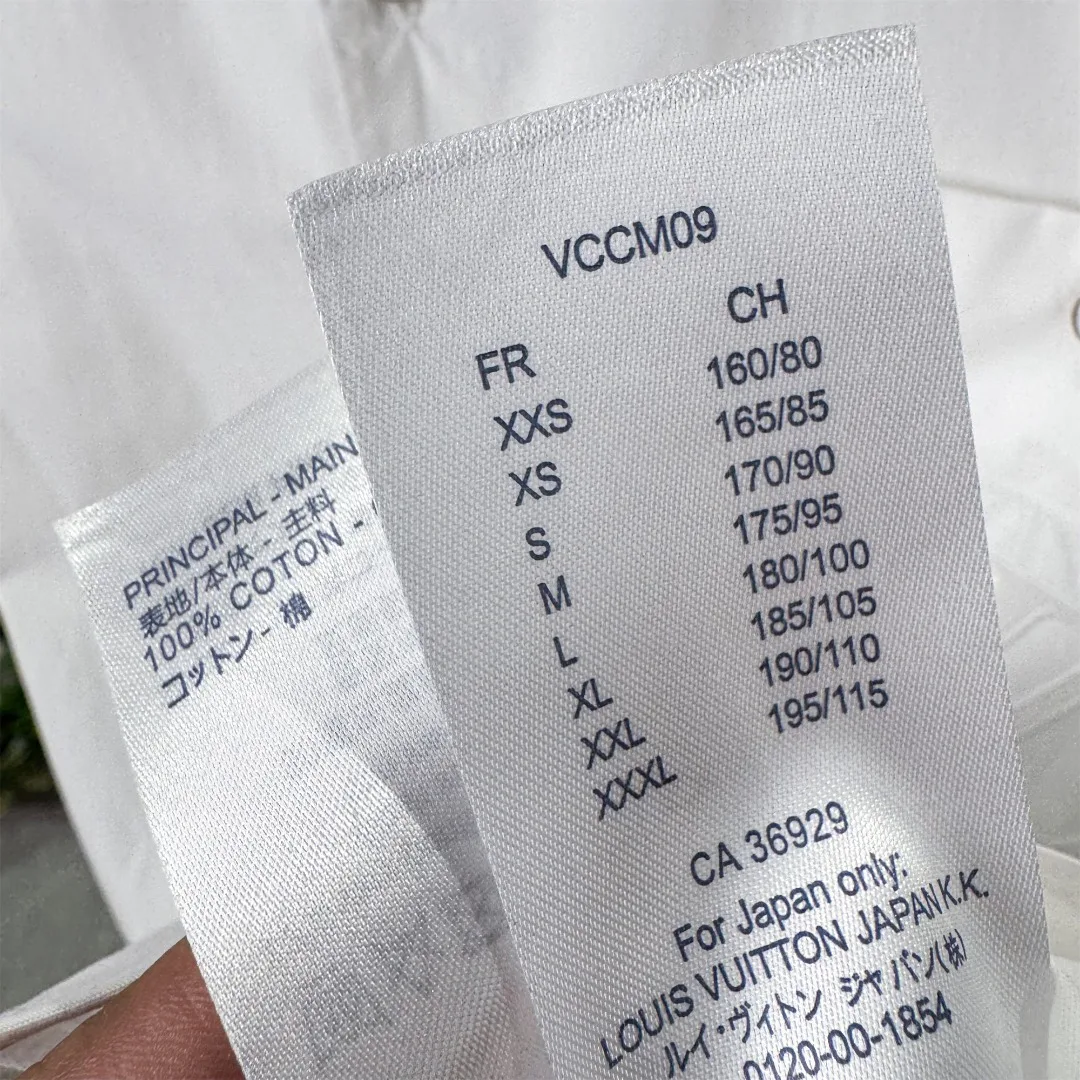 VCCM09
FR CH
XXS 160/80
XS 165/85
S 170/90
M 175/95
L 180/100
XL 185/105
XXL 190/110
XXXL 195/115
CA 36929
For Japan only:
LOUIS VUITTON JAPAN K.K.
ルイ・ヴィトン ジャパン(株)
0120-00-1854
PRINCIPAL - MAIN
表地/本体 - 主料
100% COTON -
コットン - 棉